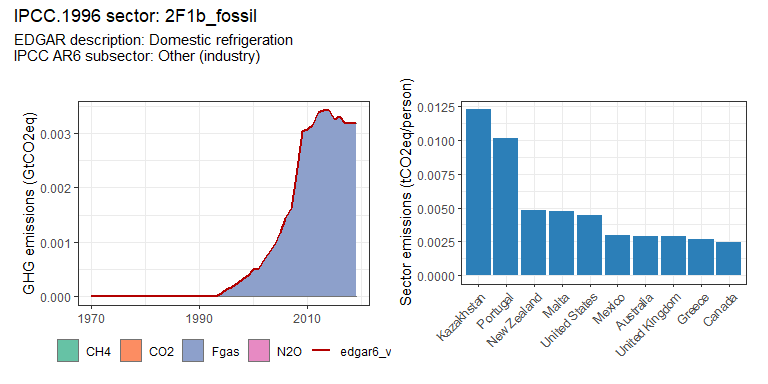 IPCC.1996 sector: 2F1b_fossil
EDGAR description: Domestic refrigeration
IPCC AR6 subsector: Other (industry)
GHG emissions (GtCO2eq)
0.003
0.002
0.001
0.000
1970
1990
2010
CH4
CO2
Fgas
N2O
edgar6_v
Sector emissions (tCO2eq/person)
0.0125
0.0100
0.0075
0.0050
0.0025
0.0000
Kazakhstan
Portugal
New Zealand
Malta
United States
Mexico
Australia
United Kingdom
Greece
Canada